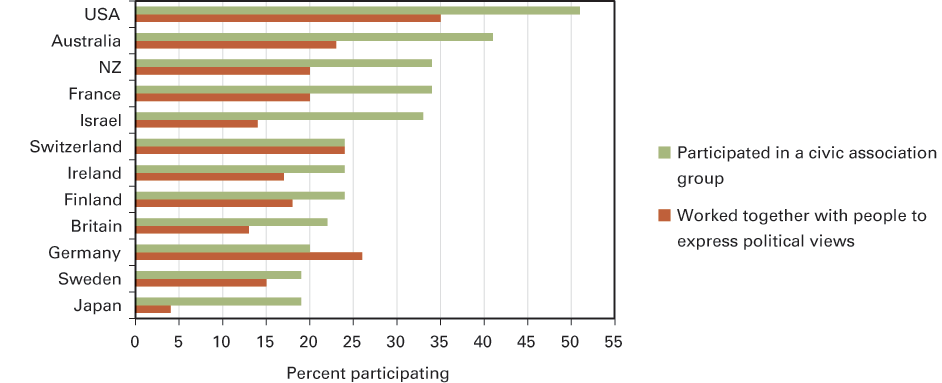 USA
Australia
NZ
France
Israel
Switzerland
Ireland
Finland
Britain
Germany
Sweden
Japan
0 5 10 15 20 25 30 35 40 45 50 55
Percent participating
Participated in a civic association
group
Worked together with people to
express political views